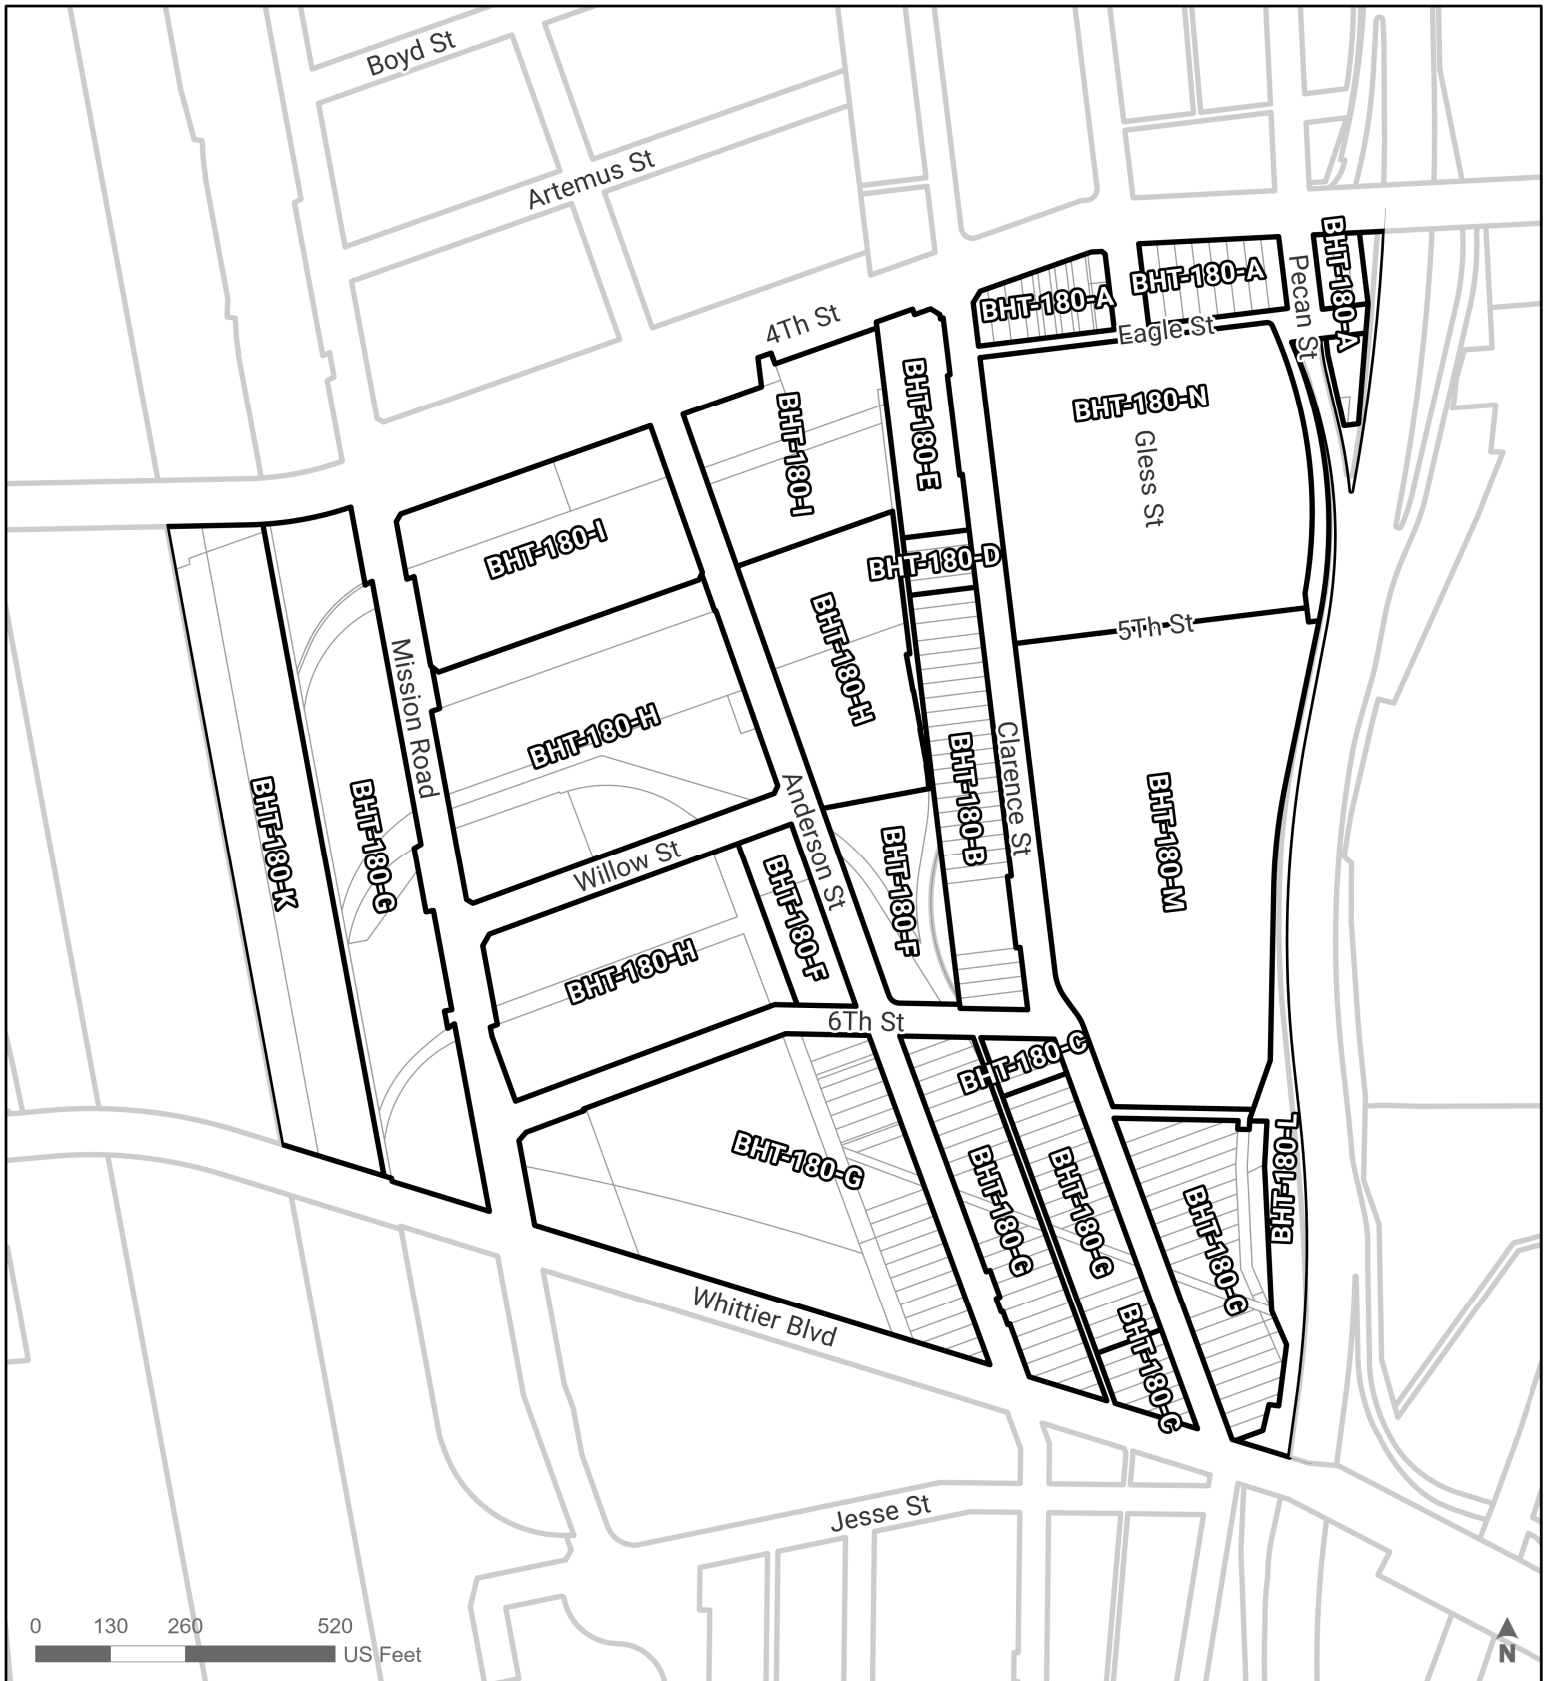 Boyd St
Artemus St
4Th St
BHT-180-A
BHT-180-A
BHT-180-A
Pecan St
Eagle St
BHT-180-N
Gless St
BHT-180-E
BHT-180-I
BHT-180-I
BHT-180-D
5Th St
BHT-180-H
BHT-180-H
Mission Road
BHT-180-K
BHT-180-G
Anderson St
BHT-180-B
Clarence St
BHT-180-M
Willow St
BHT-180-F
BHT-180-F
BHT-180-H
6Th St
BHT-180-C
BHT-180-G
BHT-180-G
BHT-180-G
BHT-180-G
BHT-180-L
BHT-180-C
Whittier Blvd
Jesse St
0 130 260 520
US Feet
N